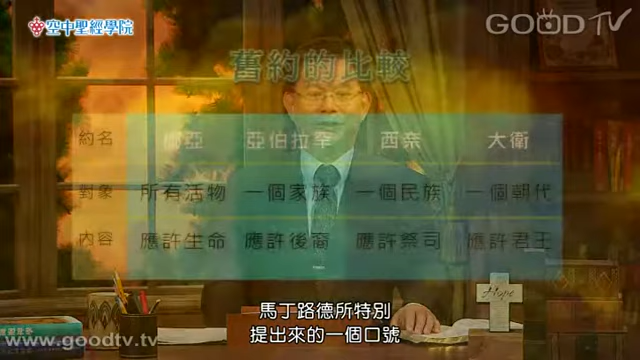 空中聖經學院
GOODTV
舊約的比較
約名 挪亞 亞伯拉罕 西奈 大衛
對象 所有活物 一個家族 一個民族 一個朝代
內容 應許生命 應許後裔 應許祭司 應許君王
Hope
馬丁路德所特別
提出來的一個口號
www.goodtv.tv